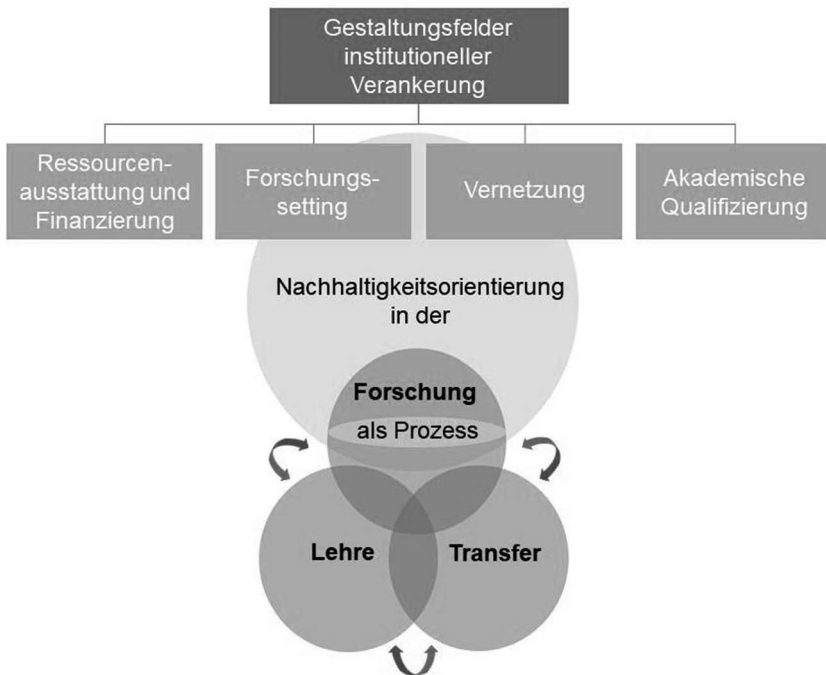 Gestaltungsfelder
institutioneller
Verankerung
Ressourcen-
ausstattung und
Finanzierung
Forschungs-
setting
Vernetzung
Akademische
Qualifizierung
Nachhaltigkeitsorientierung
in der
Forschung
als Prozess
Lehre
Transfer